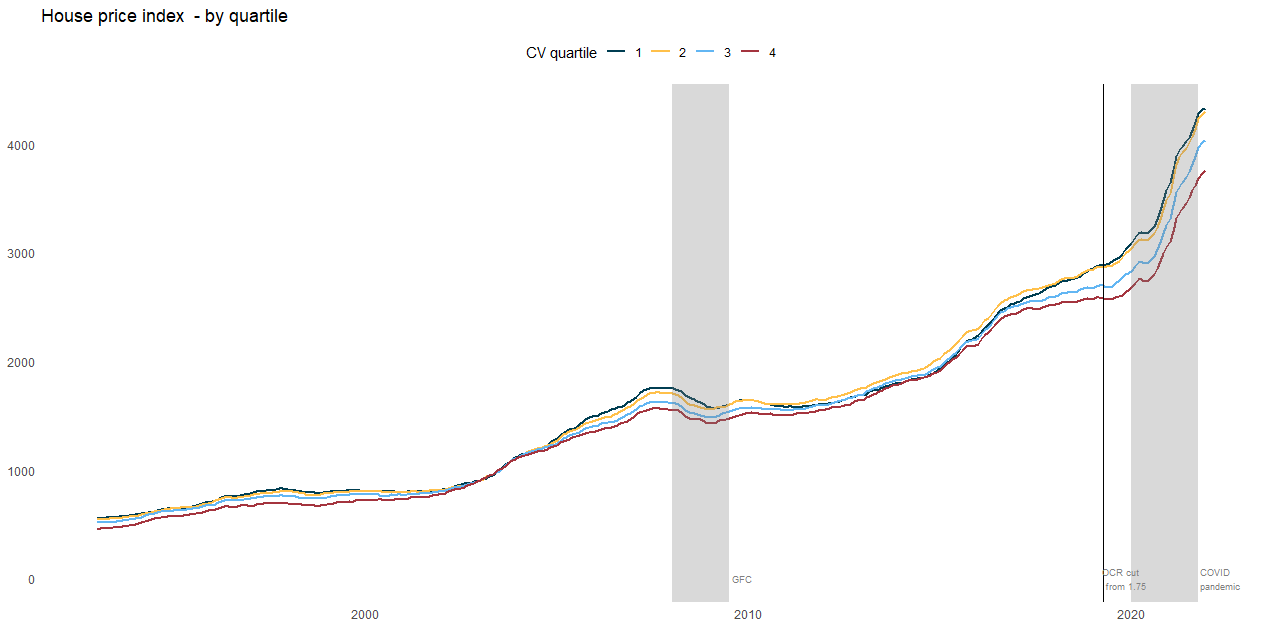 House price index  - by quartile
CV quartile 1 2 3 4
4000
3000
2000
1000
0
GFC
OCR cut
from 1.75
COVID
pandemic
2000
2010
2020